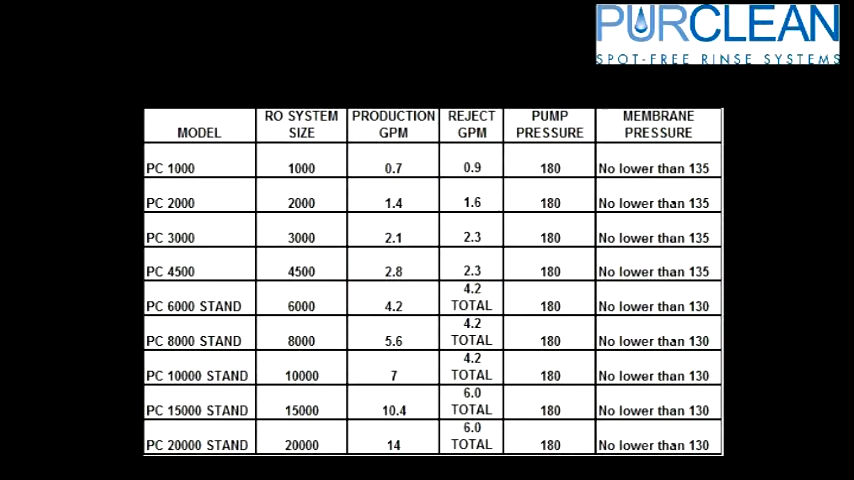 PURCLEAN
SPOT-FREE RINSE SYSTEMS
MODEL RO SYSTEM SIZE PRODUCTION GPM REJECT GPM PUMP PRESSURE MEMBRANE PRESSURE
PC 1000 1000 0.7 0.9 180 No lower than 135
PC 2000 2000 1.4 1.6 180 No lower than 135
PC 3000 3000 2.1 2.3 180 No lower than 135
PC 4500 4500 2.8 2.3 180 No lower than 135
PC 6000 STAND 6000 4.2 4.2 TOTAL 180 No lower than 130
PC 8000 STAND 8000 5.6 4.2 TOTAL 180 No lower than 130
PC 10000 STAND 10000 7 4.2 TOTAL 180 No lower than 130
PC 15000 STAND 15000 10.4 6.0 TOTAL 180 No lower than 130
PC 20000 STAND 20000 14 6.0 TOTAL 180 No lower than 130